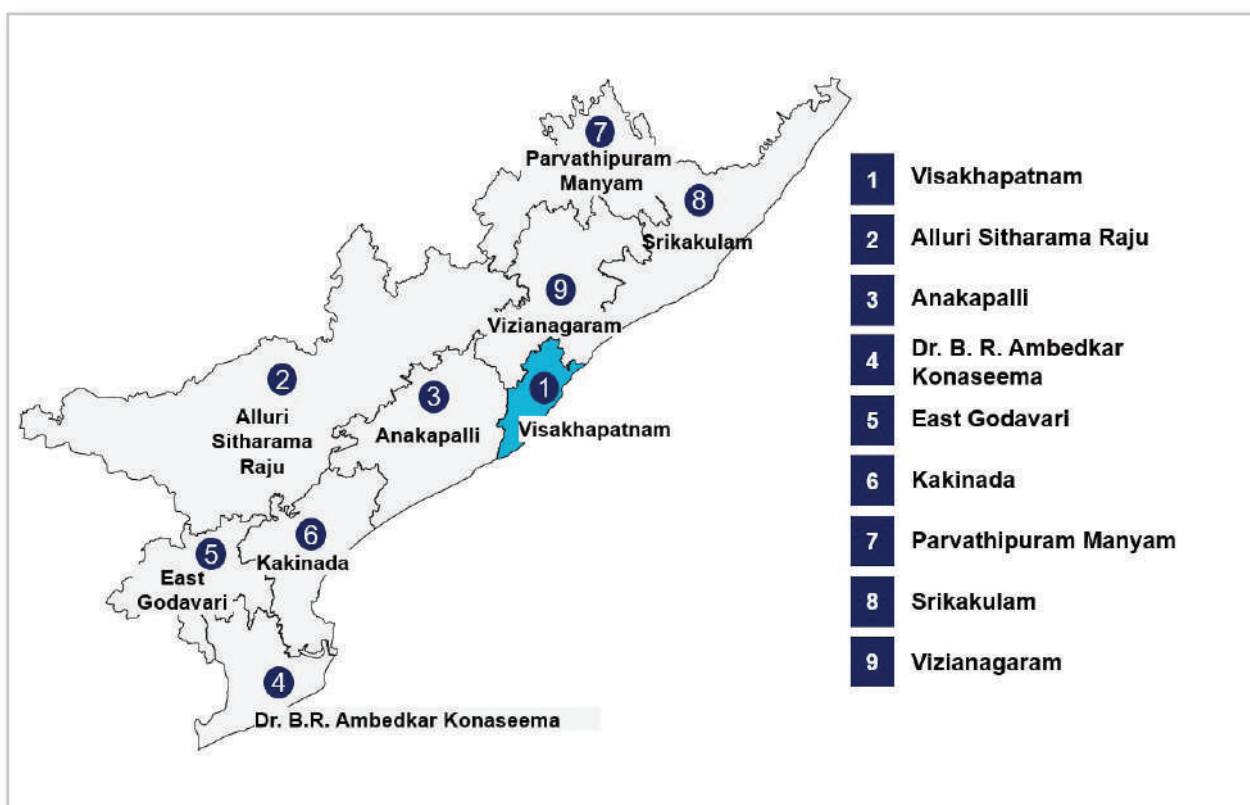 7
Parvathipuram
Manyam
8
Srikakulam
9
Vizianagaram
2
Alluri
Sitharama
Raju
3
Anakapalli
1
Visakhapatnam
6
Kakinada
5
East
Godavari
4
Dr. B.R. Ambedkar Konaseema
1 Visakhapatnam
2 Alluri Sitharama Raju
3 Anakapalli
4 Dr. B. R. Ambedkar
Konaseema
5 East Godavari
6 Kakinada
7 Parvathipuram Manyam
8 Srikakulam
9 Vizianagaram